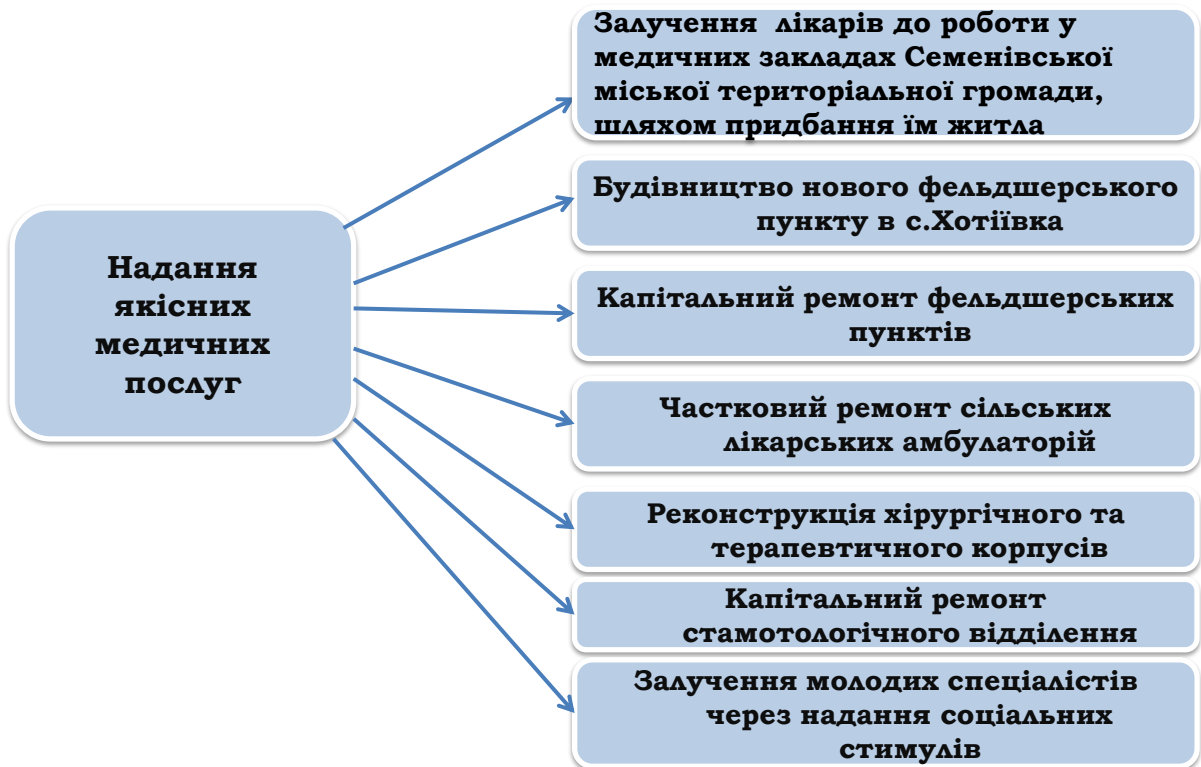 Надання
якісних
медичних
послуг
Залучення лікарів до роботи у
медичних закладах Семенівської
міської територіальної громади,
шляхом придбання їм житла
Будівництво нового фельдшерського
пункту в с.Хотіївка
Капітальний ремонт фельдшерських
пунктів
Частковий ремонт сільських
лікарських амбулаторій
Реконструкція хірургічного та
терапевтичного корпусів
Капітальний ремонт
стамотологічного відділення
Залучення молодих спеціалістів
через надання соціальних
стимулів